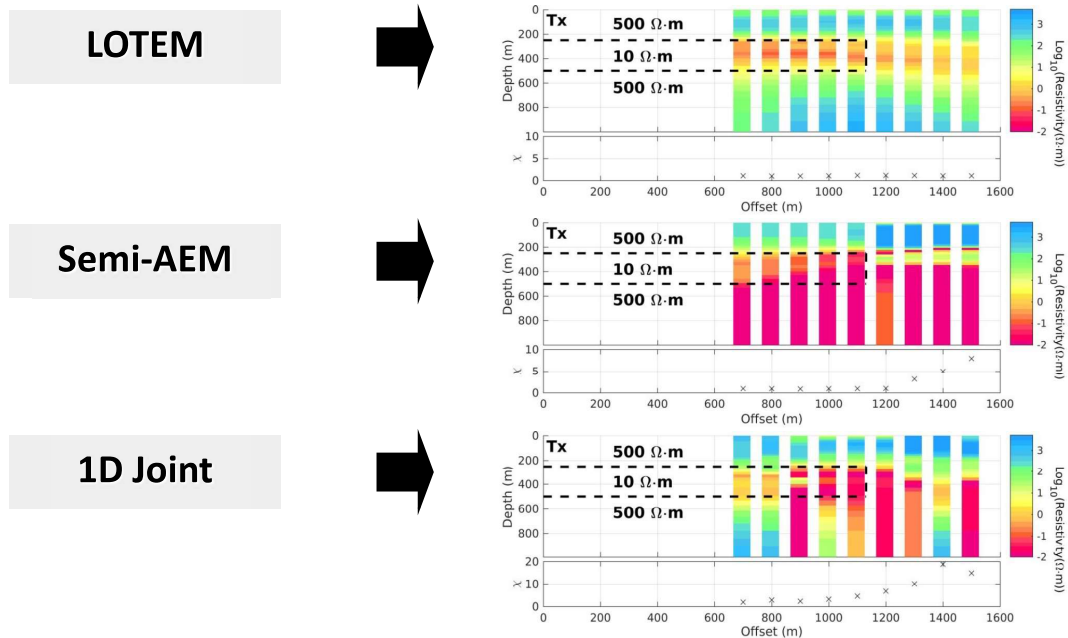 LOTEM
Tx
500 Ω·m
10 Ω·m
500 Ω·m
Depth (m)
0
200
400
600
800
3
2
1
0
-1
-2
Log10(Resistivity(Ω·m))
χ
10
5
0
0 200 400 600 800 1000 1200 1400 1600
Offset (m)
Semi-AEM
Tx
500 Ω·m
10 Ω·m
500 Ω·m
Depth (m)
0
200
400
600
800
3
2
1
0
-1
-2
Log10(Resistivity(Ω·m))
χ
10
5
0
0 200 400 600 800 1000 1200 1400 1600
Offset (m)
1D Joint
Tx
500 Ω·m
10 Ω·m
500 Ω·m
Depth (m)
0
200
400
600
800
3
2
1
0
-1
-2
Log10(Resistivity(Ω·m))
χ
20
10
0
0 200 400 600 800 1000 1200 1400 1600
Offset (m)